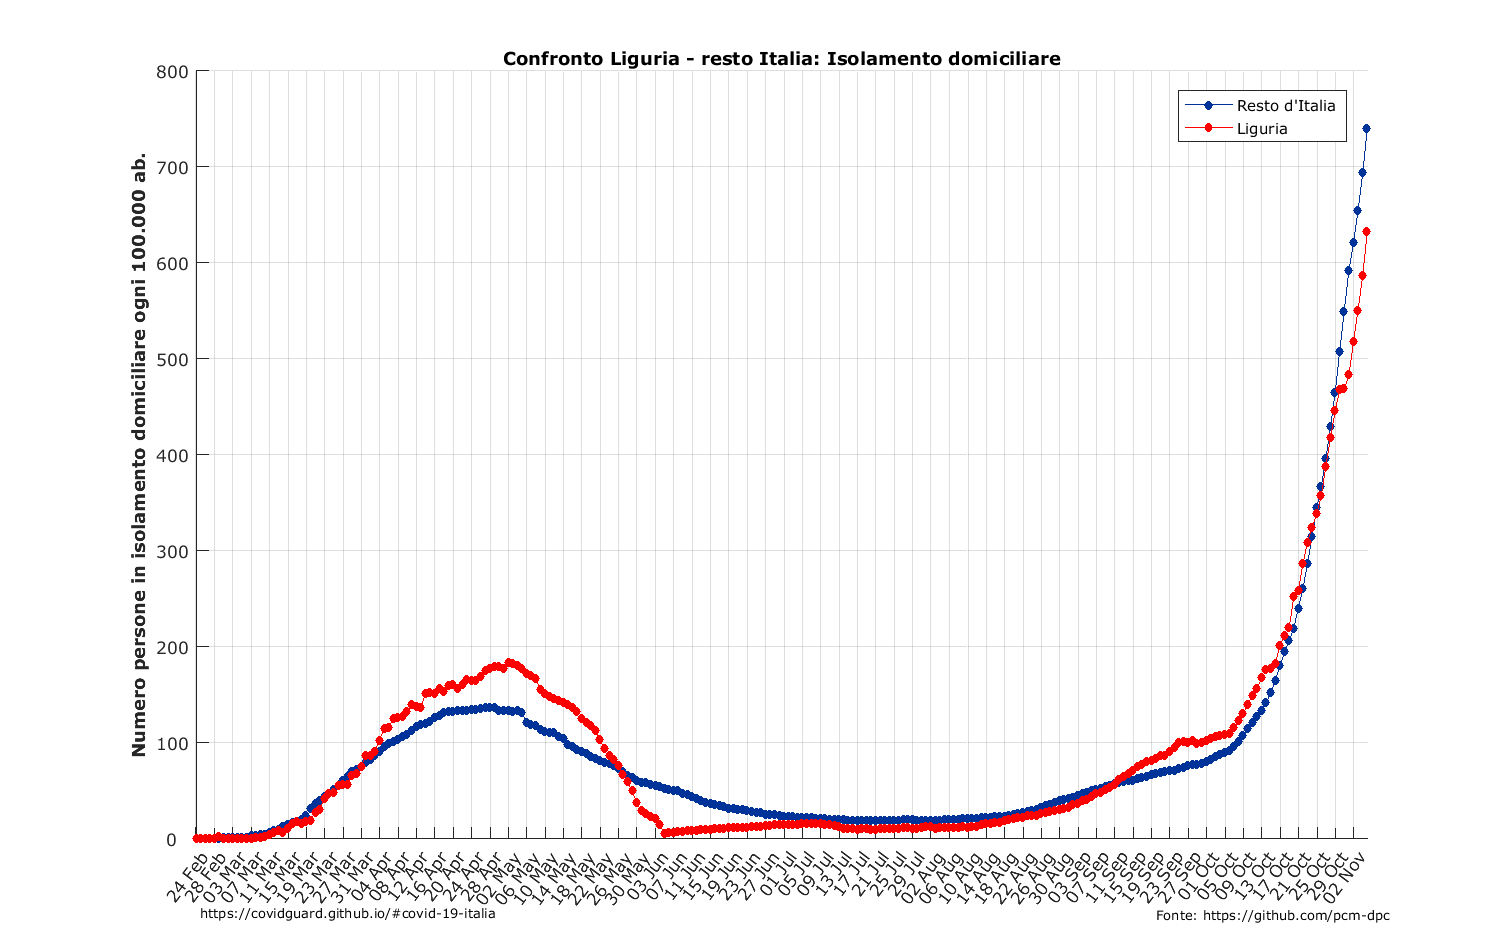 Confronto Liguria - resto Italia: Isolamento domiciliare
Resto d'Italia
Liguria
Numero persone in isolamento domiciliare ogni 100.000 ab.
800
700
600
500
400
300
200
100
0
24 Feb
28 Feb
03 Mar
07 Mar
11 Mar
15 Mar
19 Mar
23 Mar
27 Mar
31 Mar
04 Apr
08 Apr
12 Apr
16 Apr
20 Apr
24 Apr
28 Apr
02 May
06 May
10 May
14 May
18 May
22 May
26 May
30 May
03 Jun
07 Jun
11 Jun
15 Jun
19 Jun
23 Jun
27 Jun
01 Jul
05 Jul
09 Jul
13 Jul
17 Jul
21 Jul
25 Jul
29 Jul
02 Aug
06 Aug
10 Aug
14 Aug
18 Aug
22 Aug
26 Aug
30 Aug
03 Sep
07 Sep
11 Sep
15 Sep
19 Sep
23 Sep
27 Sep
01 Oct
05 Oct
09 Oct
13 Oct
17 Oct
21 Oct
25 Oct
29 Oct
02 Nov
https://covidguard.github.io/#covid-19-italia
Fonte: https://github.com/pcm-dpc